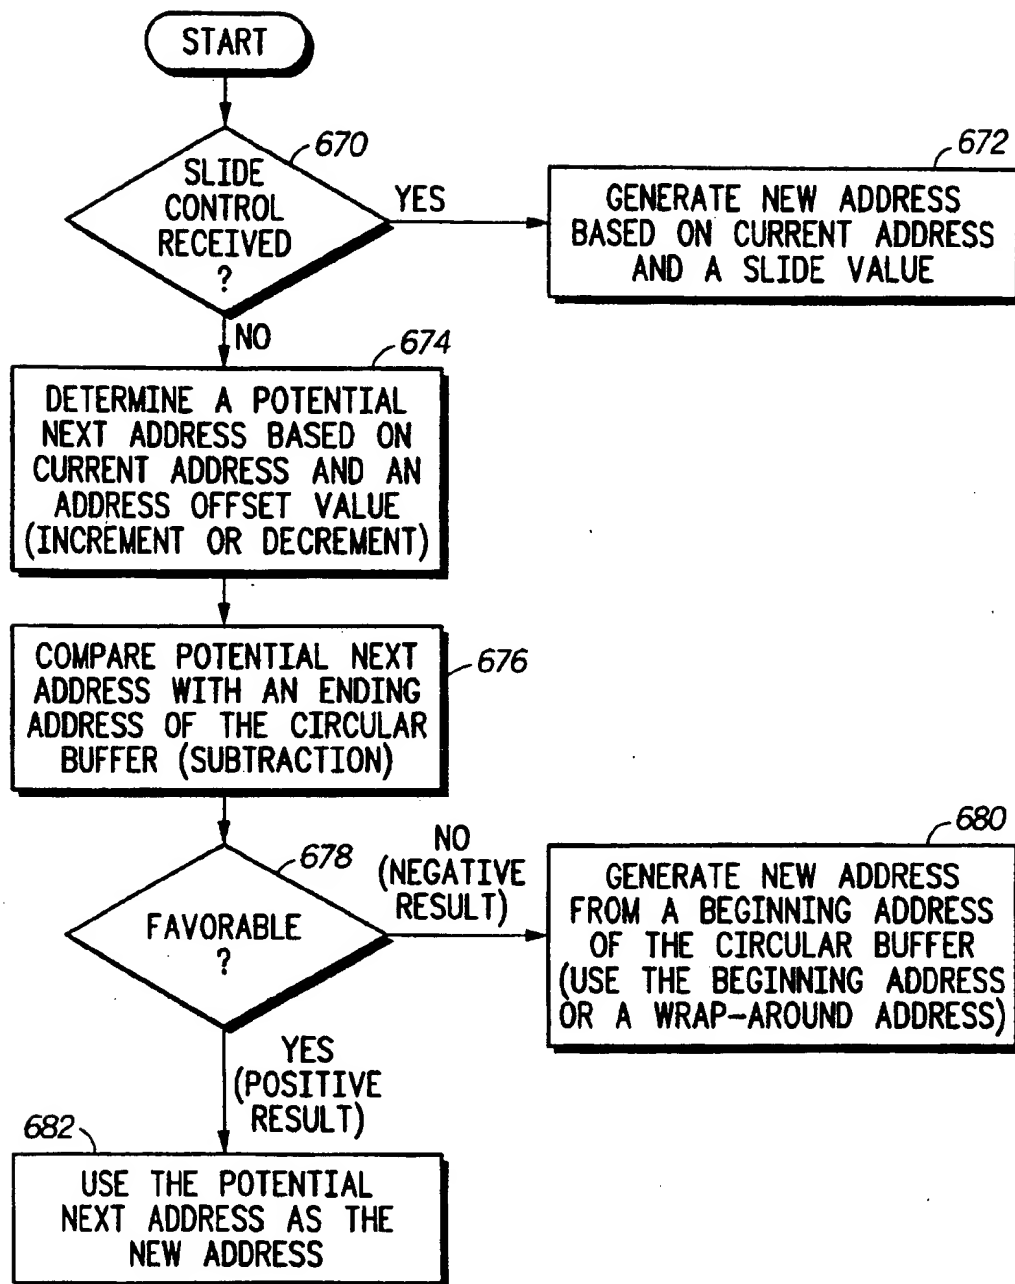 START
670
SLIDE
CONTROL
RECEIVED
?
YES
672
GENERATE NEW ADDRESS
BASED ON CURRENT ADDRESS
AND A SLIDE VALUE
NO
674
DETERMINE A POTENTIAL
NEXT ADDRESS BASED ON
CURRENT ADDRESS AND AN
ADDRESS OFFSET VALUE
(INCREMENT OR DECREMENT)
COMPARE POTENTIAL NEXT
ADDRESS WITH AN ENDING
ADDRESS OF THE CIRCULAR
BUFFER (SUBTRACTION)
676
678
FAVORABLE
?
NO
(NEGATIVE
RESULT)
680
GENERATE NEW ADDRESS
FROM A BEGINNING ADDRESS
OF THE CIRCULAR BUFFER
(USE THE BEGINNING ADDRESS
OR A WRAP-AROUND ADDRESS)
YES
(POSITIVE
RESULT)
682
USE THE POTENTIAL
NEXT ADDRESS AS THE
NEW ADDRESS